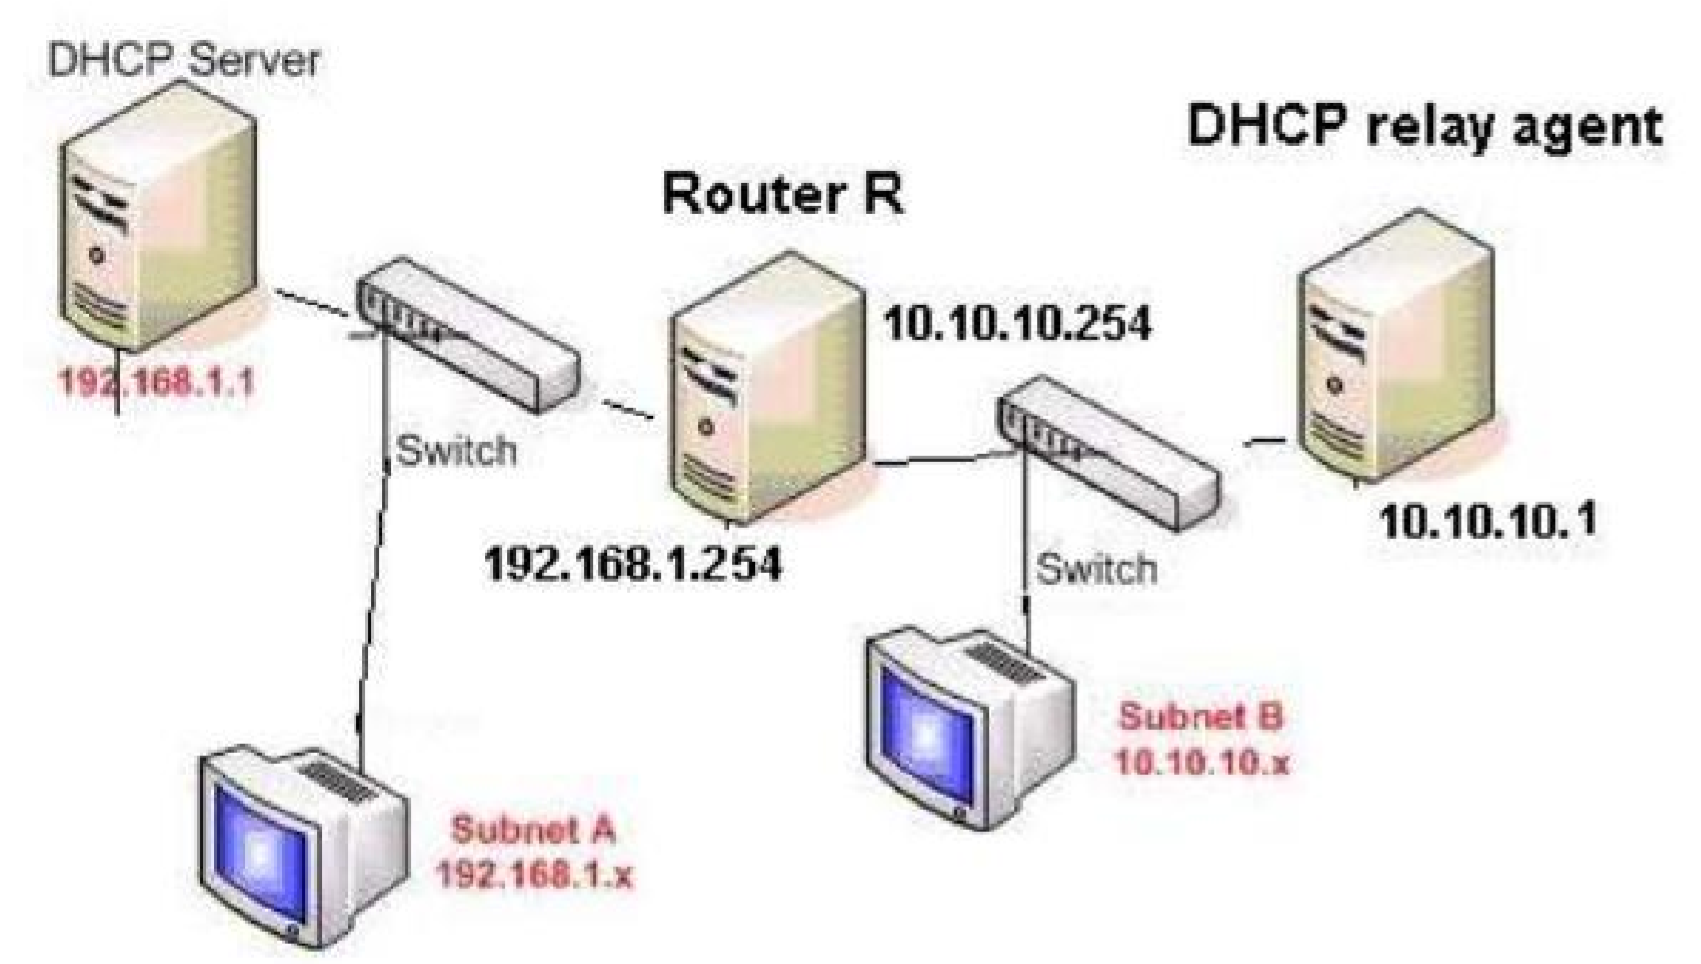 DHCP Server
DHCP relay agent
Router R
10.10.10.254
192.168.1.1
Switch
10.10.10.1
192.168.1.254
Switch
Subnet B
10.10.10.x
Subnet A
192.168.1.x